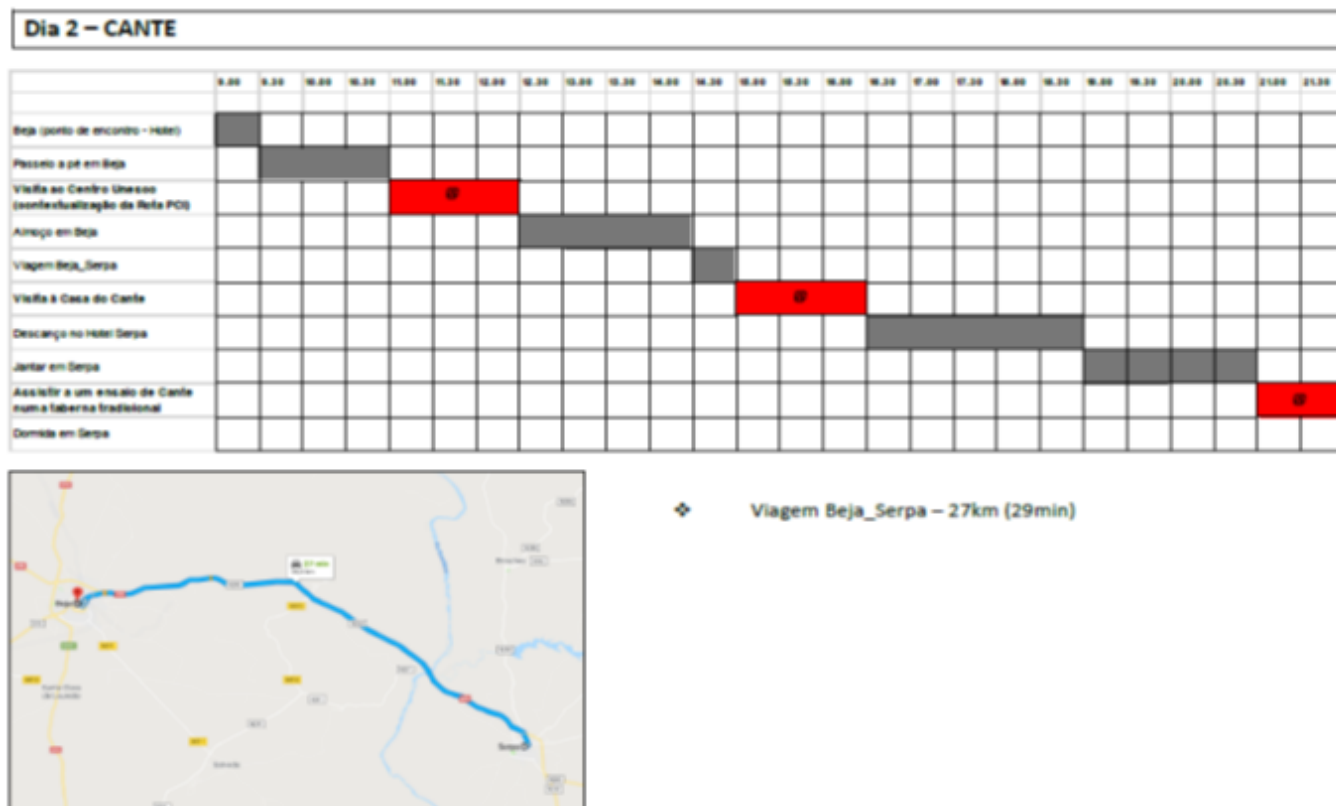 Dia 2 – CANTE
9.00 9.30 10.00 10.30 11.00 11.30 12.00 12.30 13.00 13.30 14.00 14.30 15.00 15.30 16.00 16.30 17.00 17.30 18.00 18.30 19.00 19.30 20.00 20.30 21.00 21.30
Beja (ponto de encontro - Hotel)
Passeio a pé em Beja
Visita ao Centro Unesco
(contextualização da Rota PCI)
Almoço em Beja
Viagem Beja_Serpa
Visita à Casa do Cante
Descanço no Hotel Serpa
Jantar em Serpa
Assistir a um ensaio de Cante
numa taberna tradicional
Dormida em Serpa
❖ Viagem Beja_Serpa – 27km (29min)
Beja
Serpa